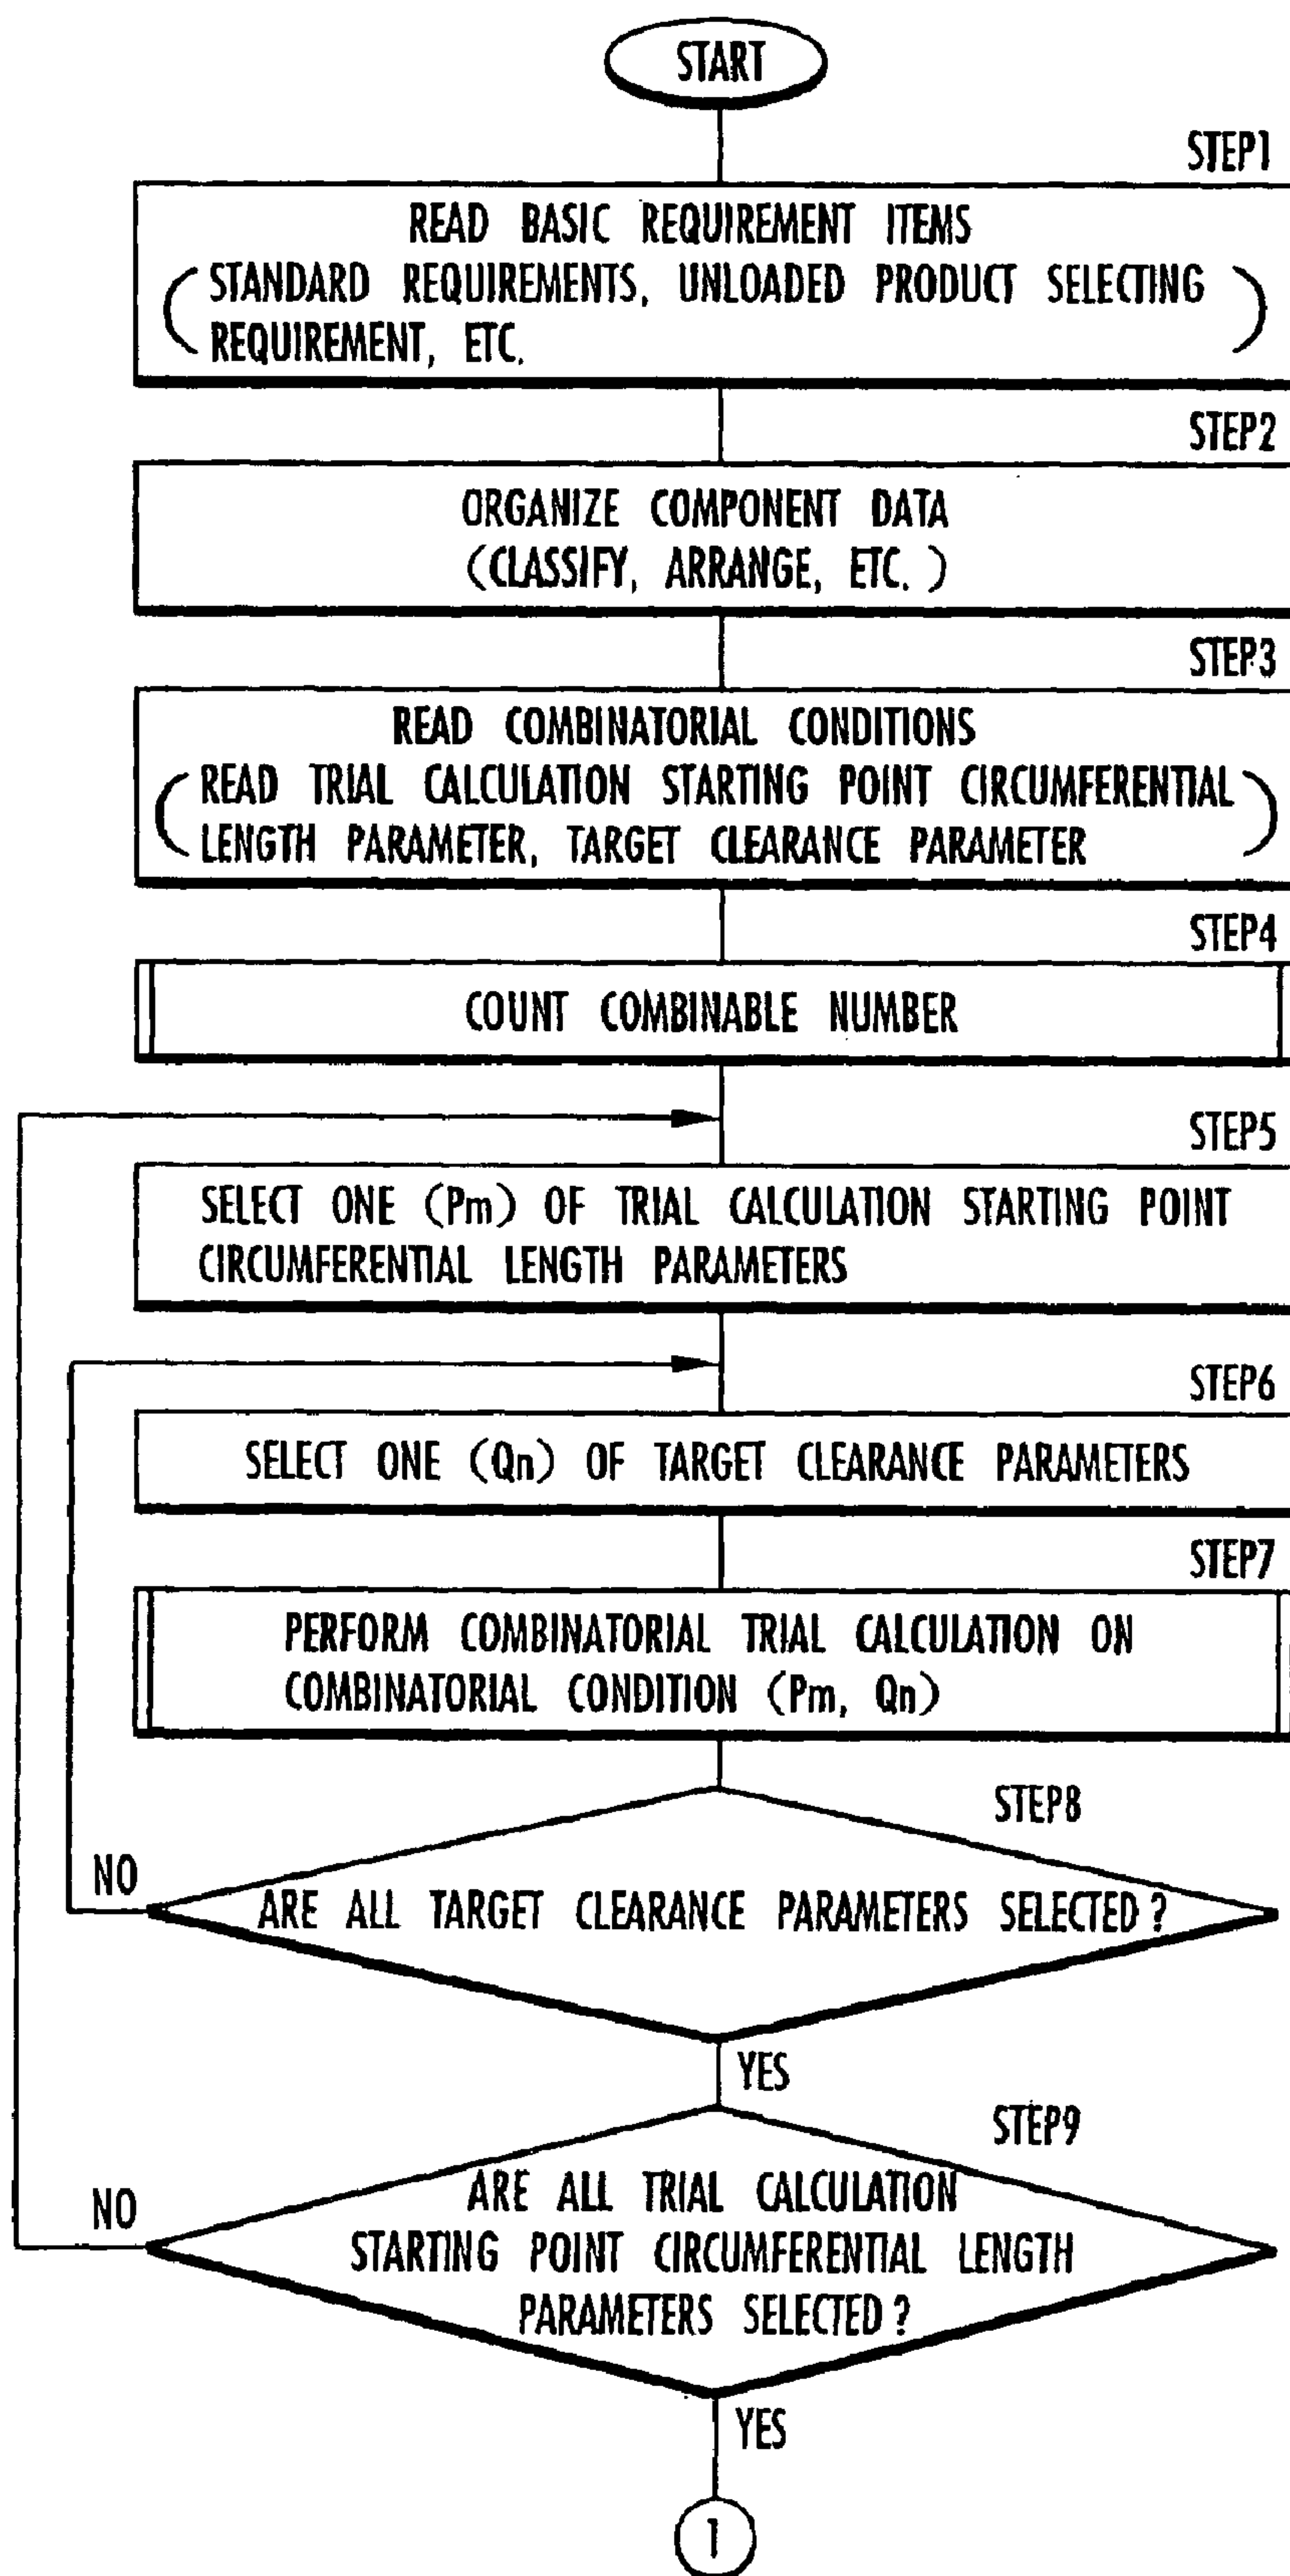 START
STEP1
READ BASIC REQUIREMENT ITEMS
(STANDARD REQUIREMENTS, UNLOADED PRODUCT SELECTING
REQUIREMENT, ETC.)
STEP2
ORGANIZE COMPONENT DATA
(CLASSIFY, ARRANGE, ETC.)
STEP3
READ COMBINATORIAL CONDITIONS
(READ TRIAL CALCULATION STARTING POINT CIRCUMFERENTIAL
LENGTH PARAMETER, TARGET CLEARANCE PARAMETER)
STEP4
COUNT COMBINABLE NUMBER
STEP5
SELECT ONE (Pm) OF TRIAL CALCULATION STARTING POINT
CIRCUMFERENTIAL LENGTH PARAMETERS
STEP6
SELECT ONE (Qn) OF TARGET CLEARANCE PARAMETERS
STEP7
PERFORM COMBINATORIAL TRIAL CALCULATION ON
COMBINATORIAL CONDITION (Pm, Qn)
STEP8
NO
ARE ALL TARGET CLEARANCE PARAMETERS SELECTED?
YES
STEP9
NO
ARE ALL TRIAL CALCULATION
STARTING POINT CIRCUMFERENTIAL LENGTH
PARAMETERS SELECTED?
YES
1